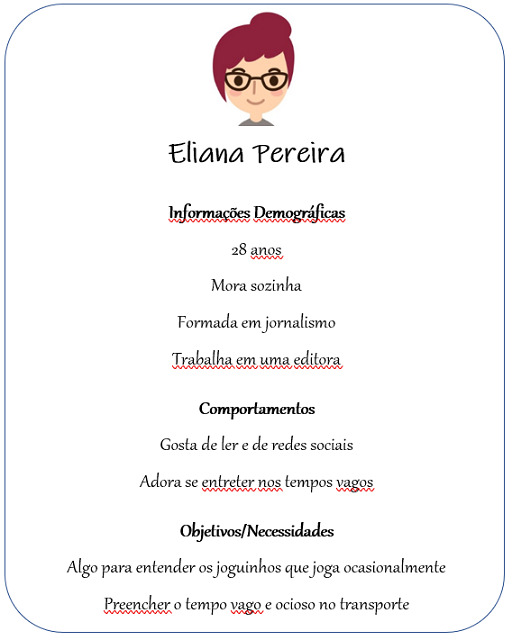 Eliana Pereira
Informações Demográficas
28 anos
Mora sozinha
Formada em jornalismo
Trabalha em uma editora
Comportamentos
Gosta de ler e de redes sociais
Adora se entreter nos tempos vagos
Objetivos/Necessidades
Algo para entender os joguinhos que joga ocasionalmente
Preencher o tempo vago e ocioso no transporte